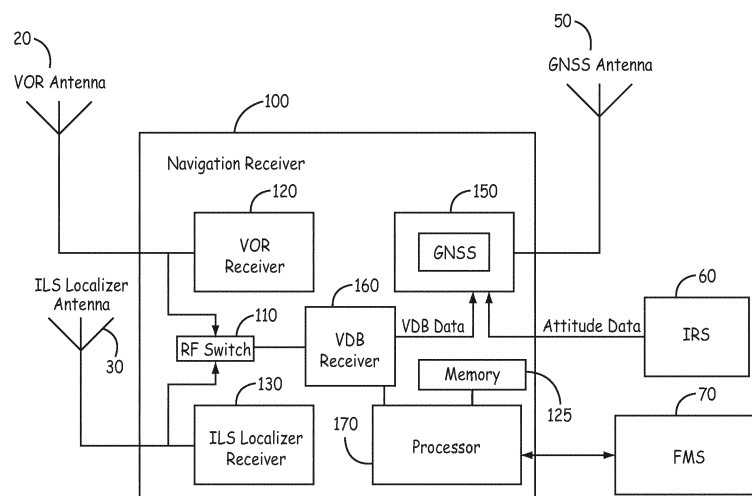 20
VOR Antenna
50
GNSS Antenna
100
Navigation Receiver
120
VOR
Receiver
150
GNSS
ILS Localizer
Antenna
30
110
RF Switch
160
VDB
Receiver
VDB Data
Attitude Data
60
IRS
130
ILS Localizer
Receiver
Memory
125
170
Processor
70
FMS